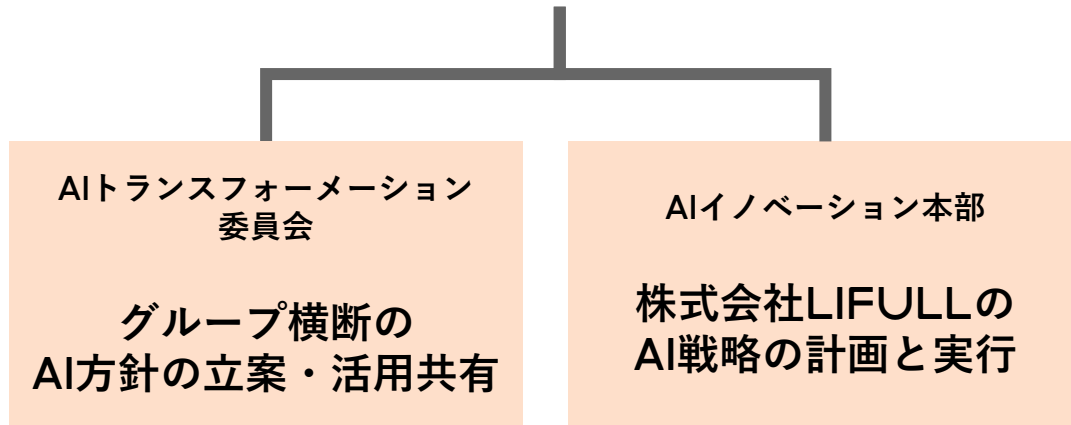 AIトランスフォーメーション
委員会
グループ横断の
AI方針の立案・活用共有
AIイノベーション本部
株式会社LIFULLの
AI戦略の計画と実行